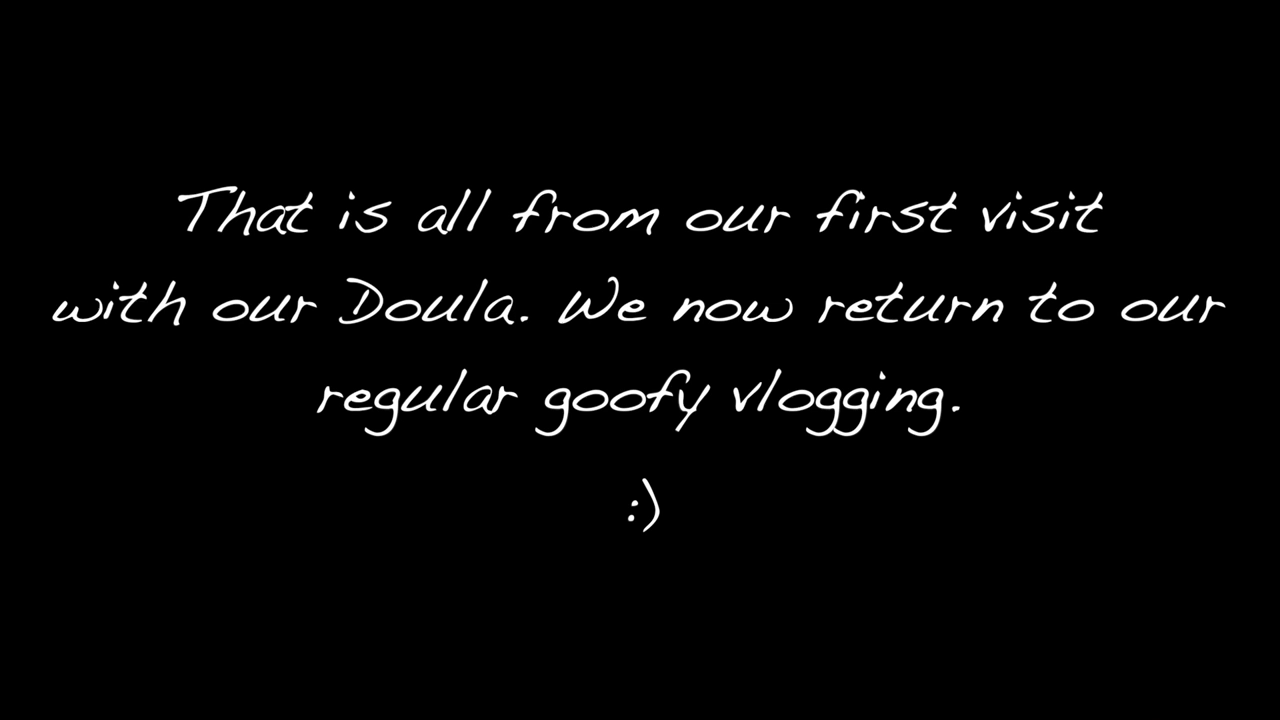 That is all from our first visit
with our Doula. We now return to our
regular goofy vlogging.
:)